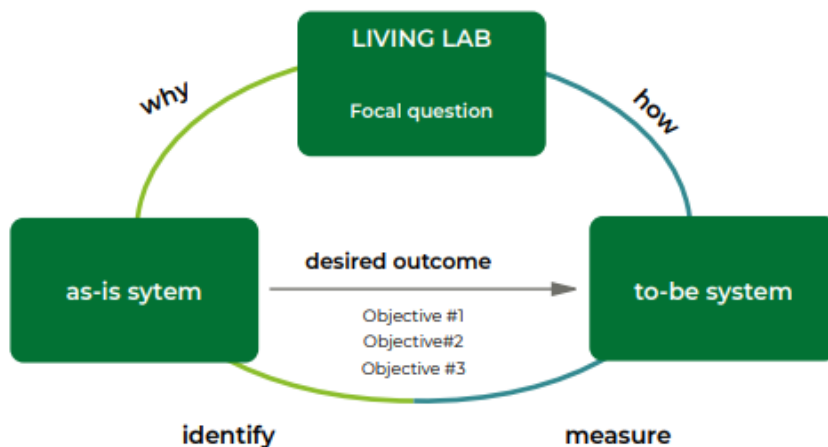 LIVING LAB
Focal question
why
how
as-is sytem
desired outcome
to-be system
Objective #1
Objective#2
Objective #3
identify
measure